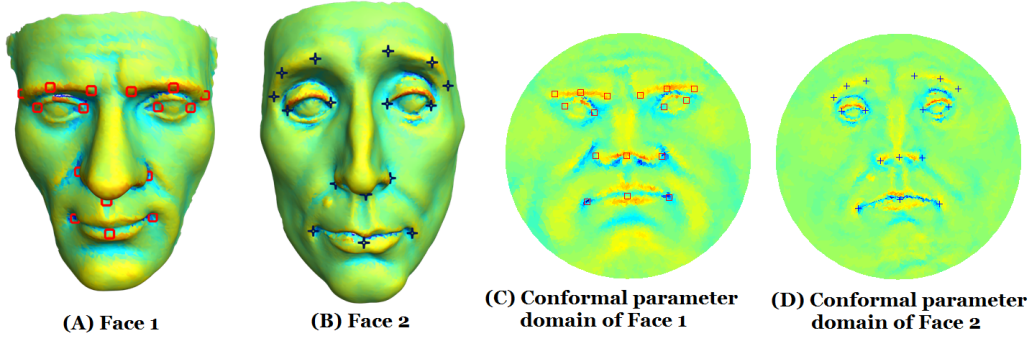 (A) Face 1
(B) Face 2
(C) Conformal parameter
domain of Face 1
(D) Conformal parameter
domain of Face 2